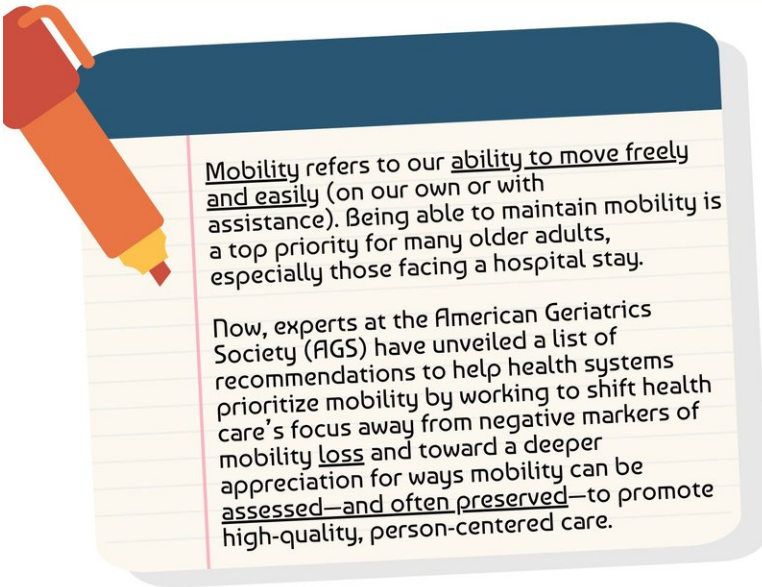 Mobility refers to our ability to move freely
and easily (on our own or with
assistance). Being able to maintain mobility is
a top priority for many older adults,
especially those facing a hospital stay.
Now, experts at the American Geriatrics
Society (AGS) have unveiled a list of
recommendations to help health systems
prioritize mobility by working to shift health
care's focus away from negative markers of
mobility loss and toward a deeper
appreciation for ways mobility can be
assessed—and often preserved—to promote
high-quality, person-centered care.